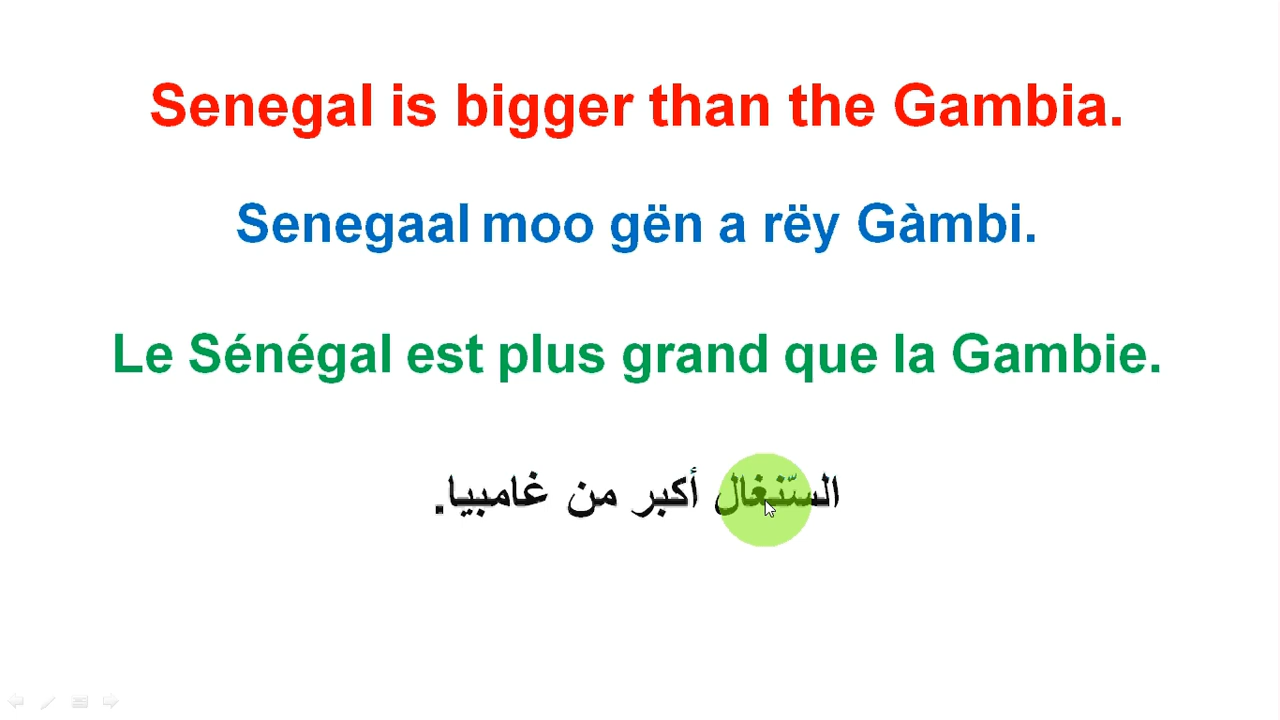 Senegal is bigger than the Gambia.
Senegaal moo gën a rëy Gàmbi.
Le Sénégal est plus grand que la Gambie.
السّنغال أكبر من غامبيا.